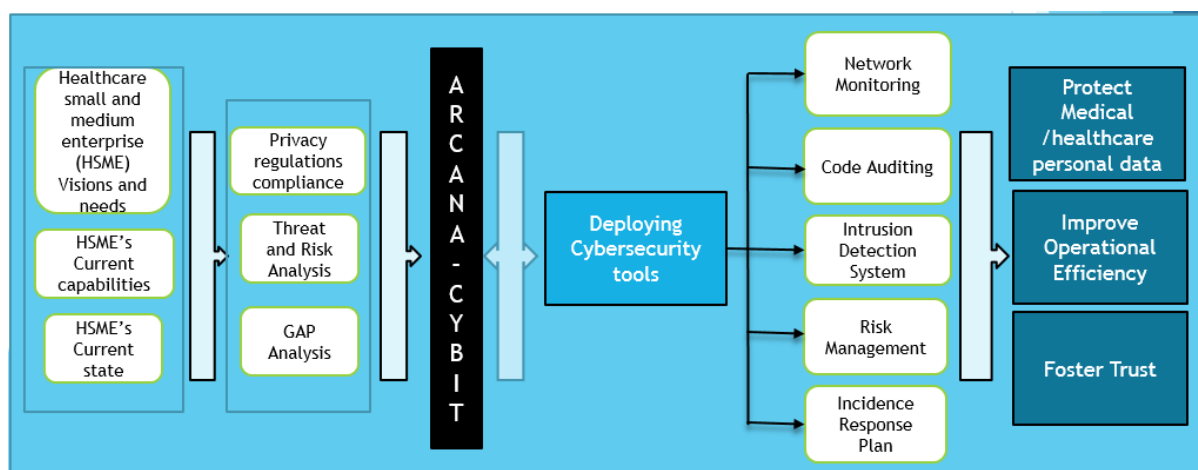 Healthcare
small and
medium
enterprise
(HSME)
Visions and
needs
HSME's
Current
capabilities
HSME's
Current
state
Privacy
regulations
compliance
Threat
and Risk
Analysis
GAP
Analysis
ARCANA-CYBIT
Deploying
Cybersecurity
tools
Network
Monitoring
Code Auditing
Intrusion
Detection
System
Risk
Management
Incidence
Response
Plan
Protect
Medical
/healthcare
personal data
Improve
Operational
Efficiency
Foster Trust